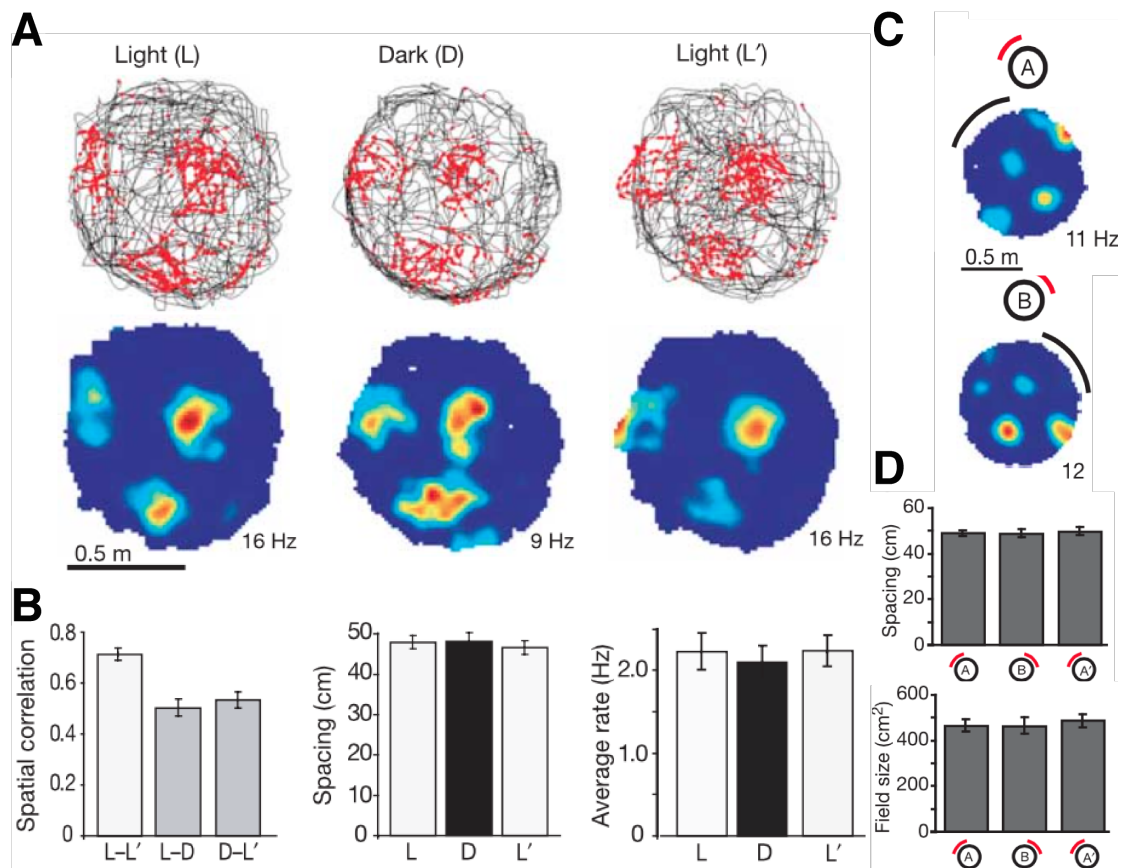 A
Light (L)
Dark (D)
Light (L′)
16 Hz
9 Hz
16 Hz
0.5 m
B
Spatial correlation
0.8
0.6
0.4
0.2
0
L–L′
L–D
D–L′
Spacing (cm)
50
40
30
20
10
0
L
D
L′
Average rate (Hz)
2.0
1.0
0
L
D
L′
C
A
11 Hz
0.5 m
B
12
D
Spacing (cm)
60
40
20
0
A
B
A′
Field size (cm²)
600
400
200
0
A
B
A′